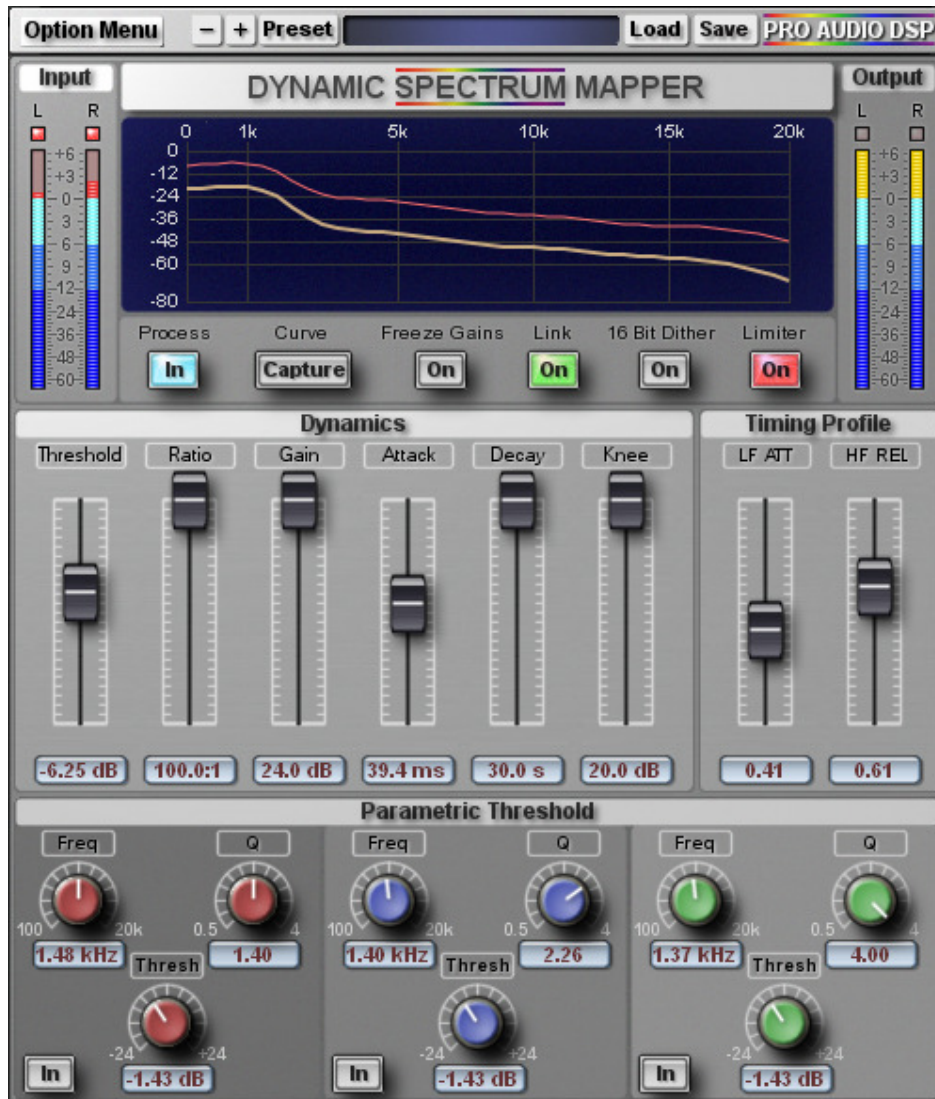 Option Menu - + Preset Load Save PRO AUDIO DSP
Input DYNAMIC SPECTRUM MAPPER Output
L R L R
0 1k 5k 10k 15k 20k
0
-12
-24
-36
-48
-60
-80
+6
+3
0
3
6
9
12
24
36
48
60
+6
+3
0
3
6
9
12
24
36
48
60
Process Curve Freeze Gains Link 16 Bit Dither Limiter
In Capture On On On On
Dynamics Timing Profile
Threshold Ratio Gain Attack Decay Knee LF ATT HF REL
-6.25 dB 100.0:1 24.0 dB 39.4 ms 30.0 s 20.0 dB 0.41 0.61
Parametric Threshold
Freq Q Freq Q Freq Q
100 20k 0.5 4 100 20k 0.5 4 100 20k 0.5 4
1.48 kHz 1.40 1.40 kHz 2.26 1.37 kHz 4.00
Thresh Thresh Thresh
-24 +24 -24 +24 -24 +24
In -1.43 dB In -1.43 dB In -1.43 dB